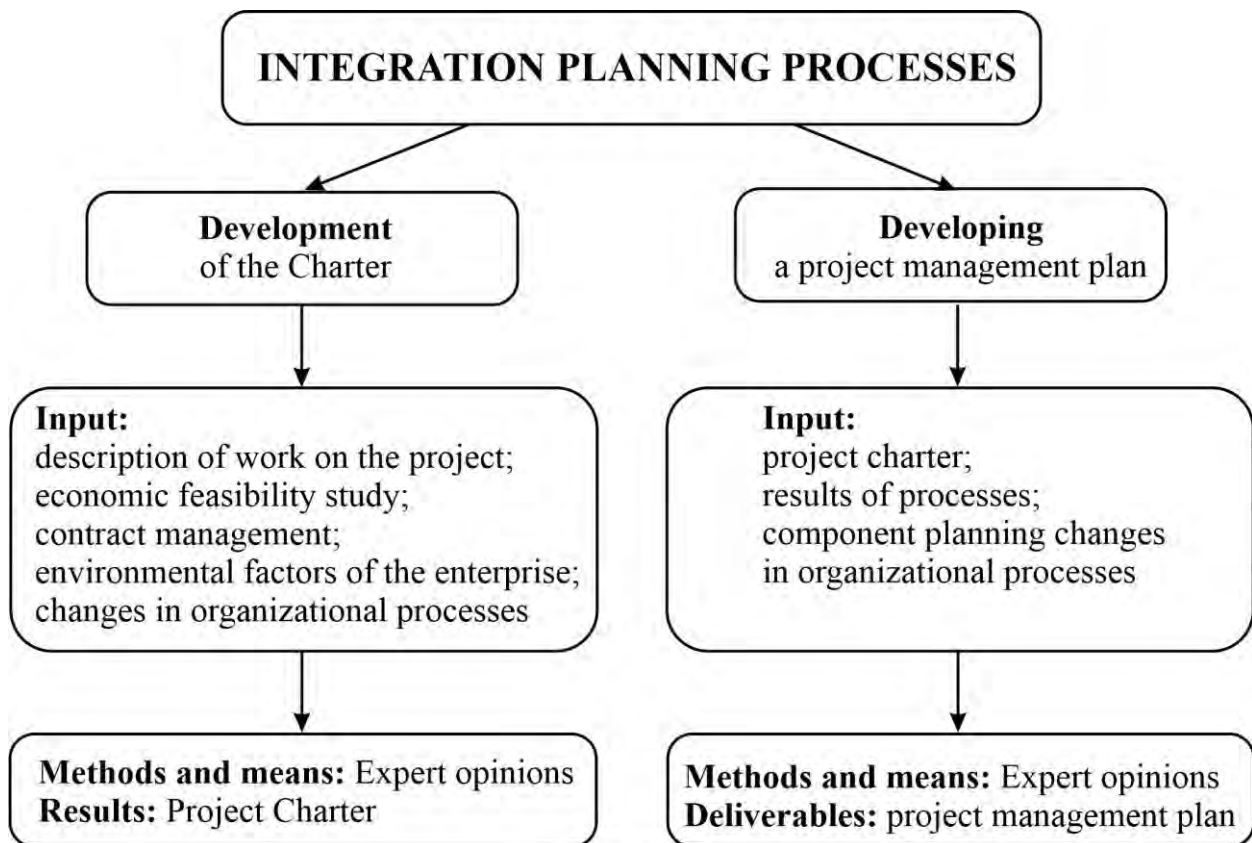 INTEGRATION PLANNING PROCESSES
Development
of the Charter
Developing
a project management plan
Input:
description of work on the project;
economic feasibility study;
contract management;
environmental factors of the enterprise;
changes in organizational processes
Input:
project charter;
results of processes;
component planning changes
in organizational processes
Methods and means: Expert opinions
Results: Project Charter
Methods and means: Expert opinions
Deliverables: project management plan